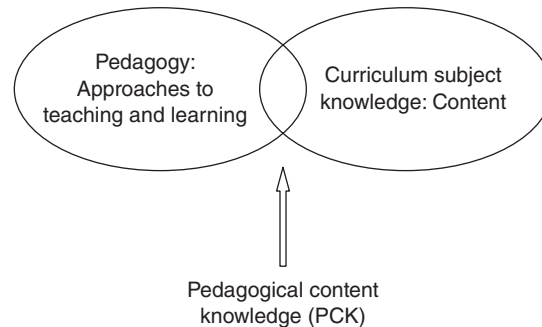 Pedagogy:
Approaches to
teaching and learning
Curriculum subject
knowledge: Content
Pedagogical content
knowledge (PCK)